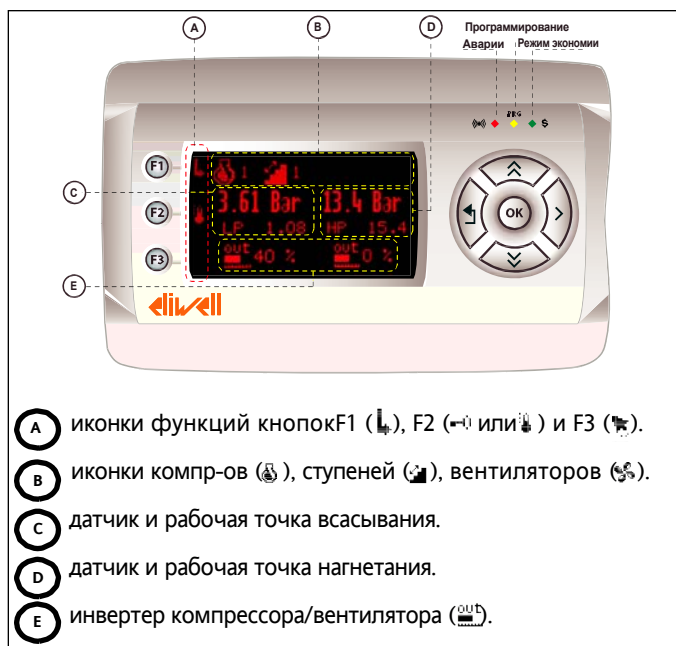 A B D Программирование
Аварии Режим экономии
PRG
$
F1
1 1
C
3.61 Bar 13.4 Bar
F2
OK
LP 1.08 HP 15.4
F3
out 40 % out 0 %
E
eliwell
A иконки функций кнопокF1 ( ), F2 ( или ) и F3 ( ).
B иконки компр-ов ( ), ступеней ( ), вентиляторов ( ).
C датчик и рабочая точка всасывания.
D датчик и рабочая точка нагнетания.
E инвертер компрессора/вентилятора (out).